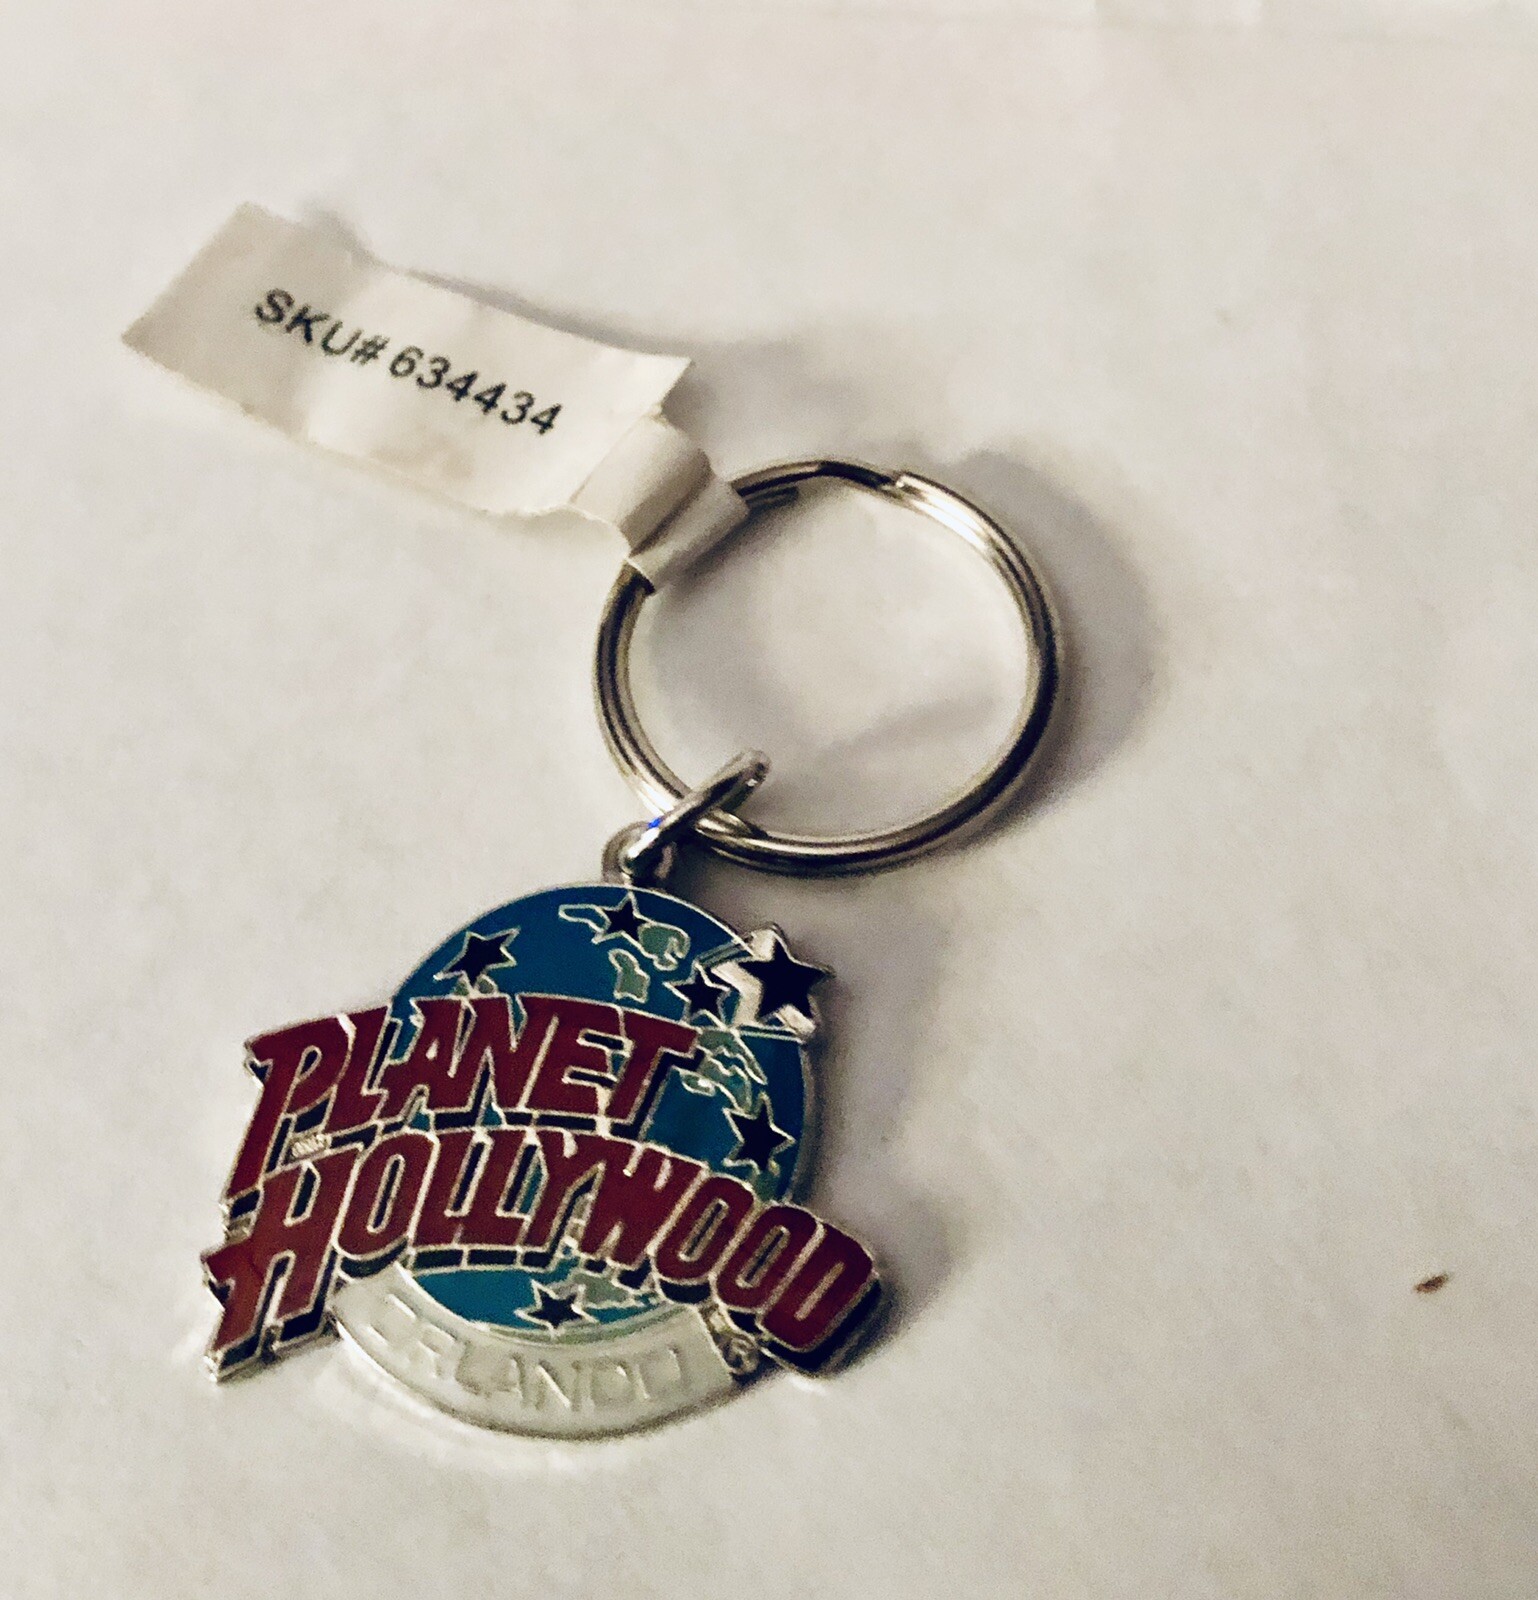 SKU# 634434
PLANET
HOLLYWOOD
ORLANDO
®